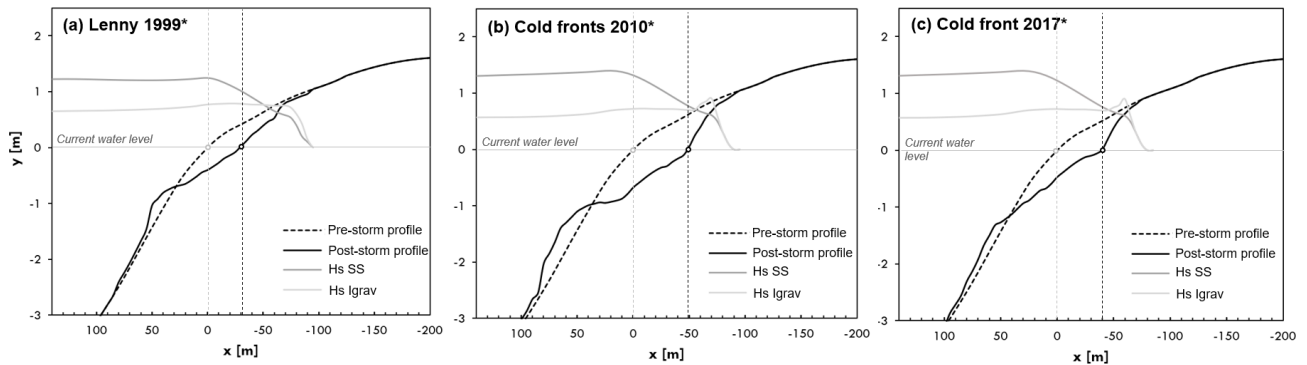 (a) Lenny 1999*
2
1
0
-1
-2
-3
y [m]
Current water level
Pre-storm profile
Post-storm profile
Hs SS
Hs Igrav
100 50 0 -50 -100 -150 -200
x [m]
(b) Cold fronts 2010*
2
1
0
-1
-2
-3
Current water level
Pre-storm profile
Post-storm profile
Hs SS
Hs Igrav
100 50 0 -50 -100 -150 -200
x [m]
(c) Cold front 2017*
2
1
0
-1
-2
-3
Current water
level
Pre-storm profile
Post-storm profile
Hs SS
Hs Igrav
100 50 0 -50 -100 -150 -200
x [m]